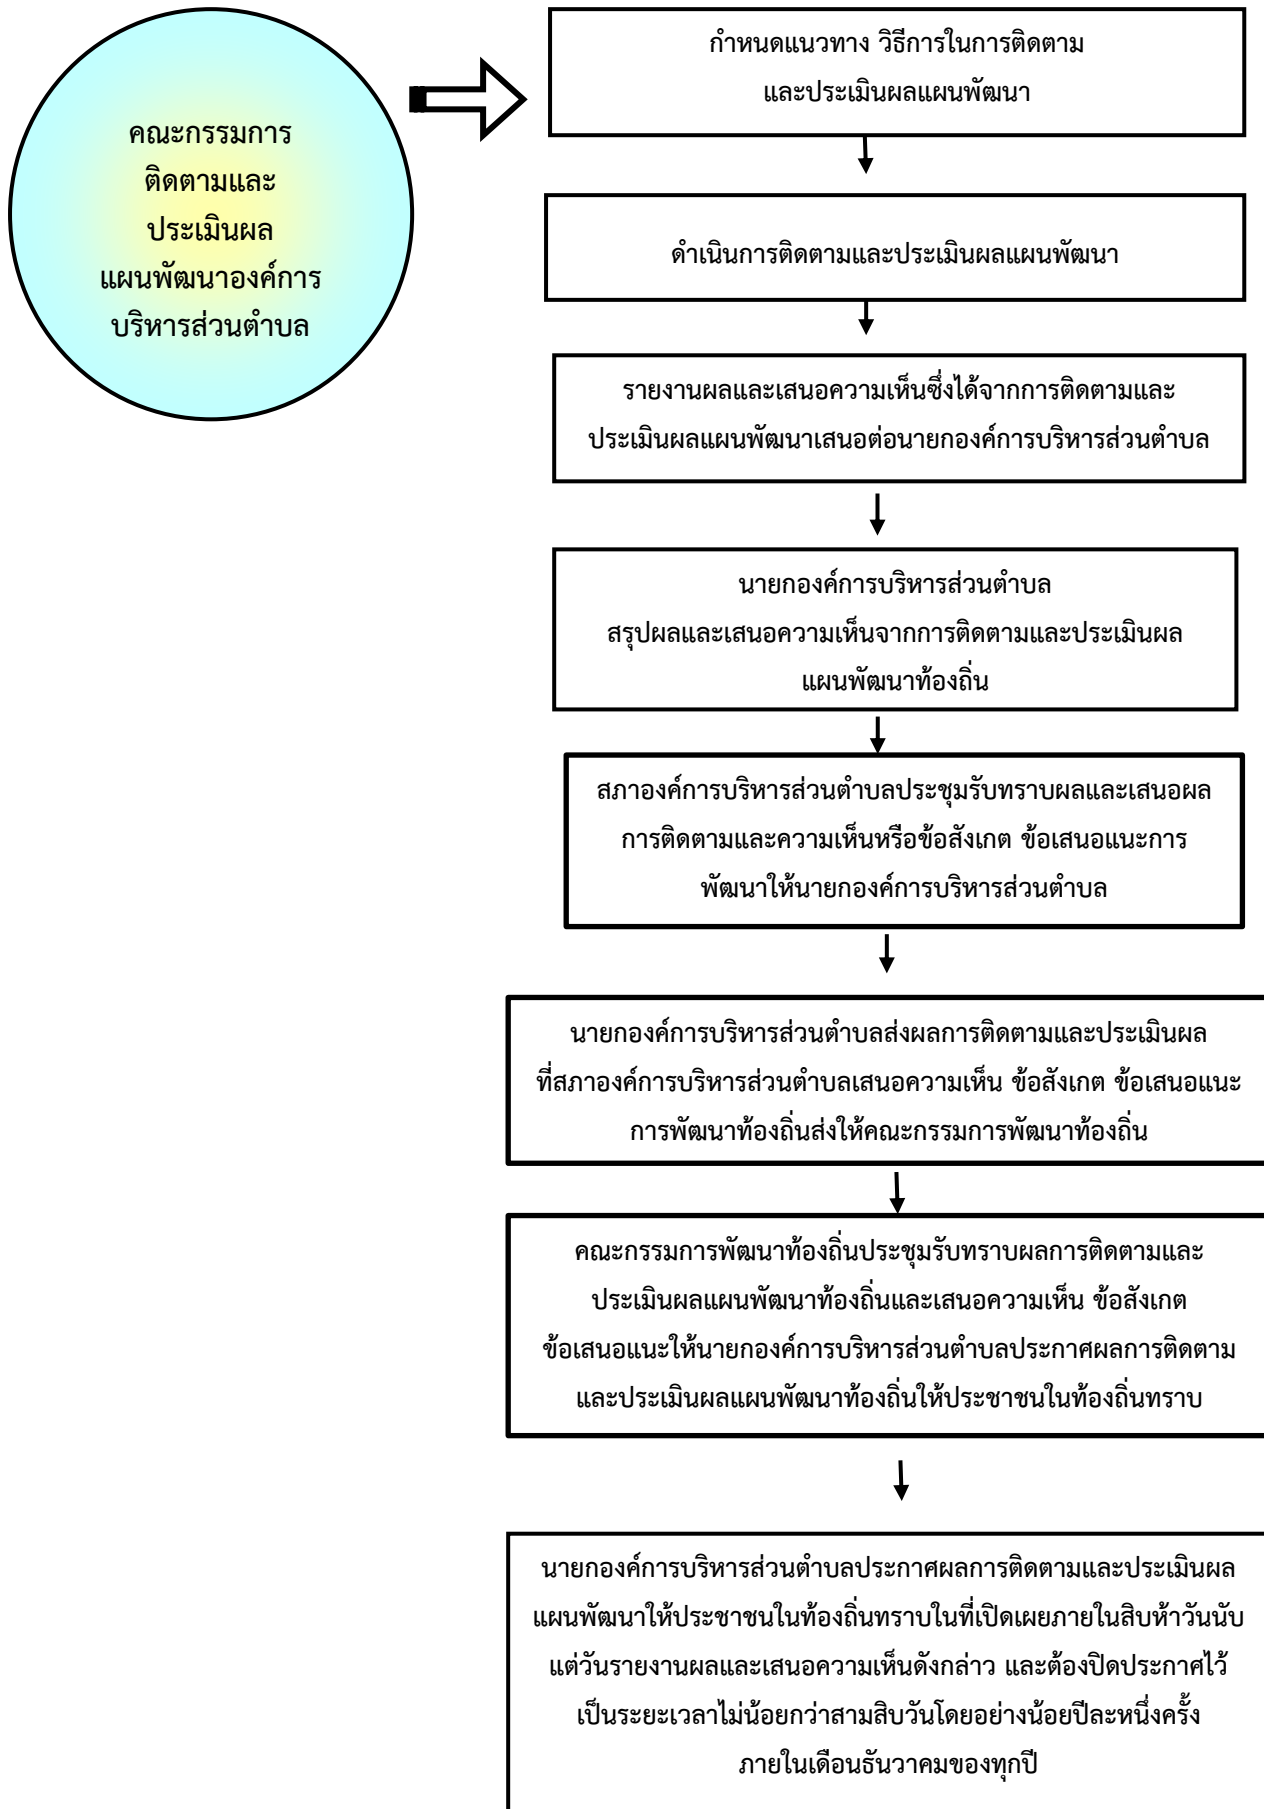 คณะกรรมการ
ติดตามและ
ประเมินผล
แผนพัฒนาองค์การ
บริหารส่วนตำบล
กำหนดแนวทาง วิธีการในการติดตาม
และประเมินผลแผนพัฒนา
ดำเนินการติดตามและประเมินผลแผนพัฒนา
รายงานผลและเสนอความเห็นซึ่งได้จากการติดตามและ
ประเมินผลแผนพัฒนาเสนอต่อนายกองค์การบริหารส่วนตำบล
นายกองค์การบริหารส่วนตำบล
สรุปผลและเสนอความเห็นจากการติดตามและประเมินผล
แผนพัฒนาท้องถิ่น
สภาองค์การบริหารส่วนตำบลประชุมรับทราบผลและเสนอผล
การติดตามและความเห็นหรือข้อสังเกต ข้อเสนอแนะการ
พัฒนาให้นายกองค์การบริหารส่วนตำบล
นายกองค์การบริหารส่วนตำบลส่งผลการติดตามและประเมินผล
ที่สภาองค์การบริหารส่วนตำบลเสนอความเห็น ข้อสังเกต ข้อเสนอแนะ
การพัฒนาท้องถิ่นส่งให้คณะกรรมการพัฒนาท้องถิ่น
คณะกรรมการพัฒนาท้องถิ่นประชุมรับทราบผลการติดตามและ
ประเมินผลแผนพัฒนาท้องถิ่นและเสนอความเห็น ข้อสังเกต
ข้อเสนอแนะให้นายกองค์การบริหารส่วนตำบลประกาศผลการติดตาม
และประเมินผลแผนพัฒนาท้องถิ่นให้ประชาชนในท้องถิ่นทราบ
นายกองค์การบริหารส่วนตำบลประกาศผลการติดตามและประเมินผล
แผนพัฒนาให้ประชาชนในท้องถิ่นทราบในที่เปิดเผยภายในสิบห้าวันนับ
แต่วันรายงานผลและเสนอความเห็นดังกล่าว และต้องปิดประกาศไว้
เป็นระยะเวลาไม่น้อยกว่าสามสิบวันโดยอย่างน้อยปีละหนึ่งครั้ง
ภายในเดือนธันวาคมของทุกปี